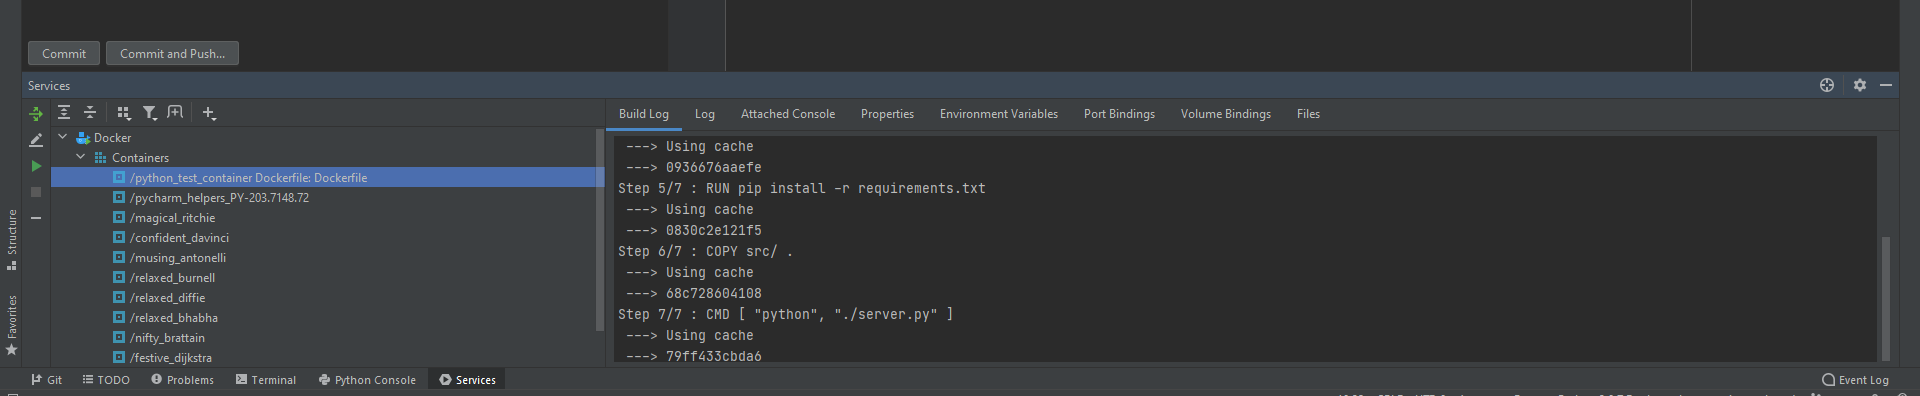 Commit Commit and Push...
Services
Build Log Log Attached Console Properties Environment Variables Port Bindings Volume Bindings Files
Docker
Containers
/python_test_container Dockerfile: Dockerfile
/pycharm_helpers_PY-203.7148.72
/magical_ritchie
/confident_davinci
/musing_antonelli
/relaxed_burnell
/relaxed_diffie
/relaxed_bhabha
/nifty_brattain
/festive_dijkstra
---> Using cache
---> 0936676aaefe
Step 5/7 : RUN pip install -r requirements.txt
---> Using cache
---> 0830c2e121f5
Step 6/7 : COPY src/ .
---> Using cache
---> 68c728604108
Step 7/7 : CMD [ "python", "./server.py" ]
---> Using cache
---> 79ff433cbda6
Structure
Favorites
Git TODO Problems Terminal Python Console Services Event Log